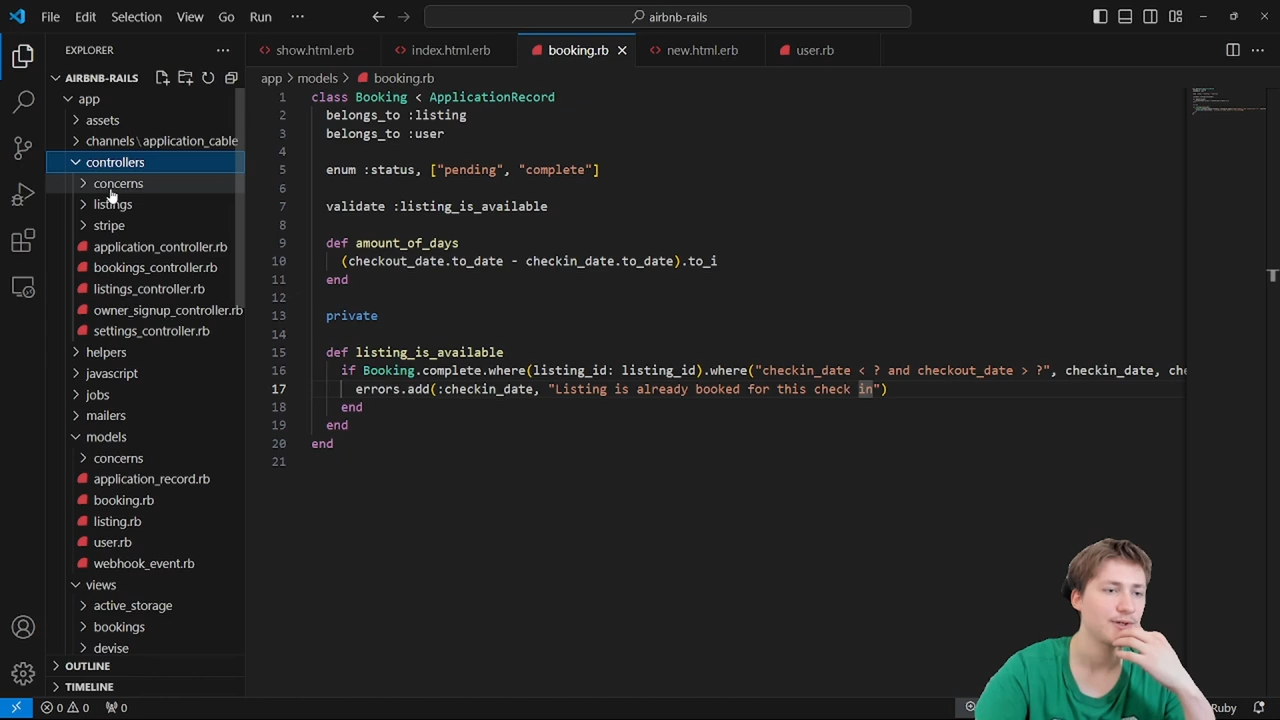 File Edit Selection View Go Run ··· airbnb-rails
EXPLORER ···
show.html.erb index.html.erb booking.rb new.html.erb user.rb ···
AIRBNB-RAILS
app > models > booking.rb
app
assets
channels\application_cable
controllers
concerns
listings
stripe
application_controller.rb
bookings_controller.rb
listings_controller.rb
owner_signup_controller.rb
settings_controller.rb
helpers
javascript
jobs
mailers
models
concerns
application_record.rb
booking.rb
listing.rb
user.rb
webhook_event.rb
views
active_storage
bookings
devise
OUTLINE
TIMELINE
1 class Booking < ApplicationRecord
2 belongs_to :listing
3 belongs_to :user
4
5 enum :status, ["pending", "complete"]
6
7 validate :listing_is_available
8
9 def amount_of_days
10 (checkout_date.to_date - checkin_date.to_date).to_i
11 end
12
13 private
14
15 def listing_is_available
16 if Booking.complete.where(listing_id: listing_id).where("checkin_date < ? and checkout_date > ?", checkin_date, che
17 errors.add(:checkin_date, "Listing is already booked for this check in")
18 end
19 end
20 end
21
0 0 0 Ruby